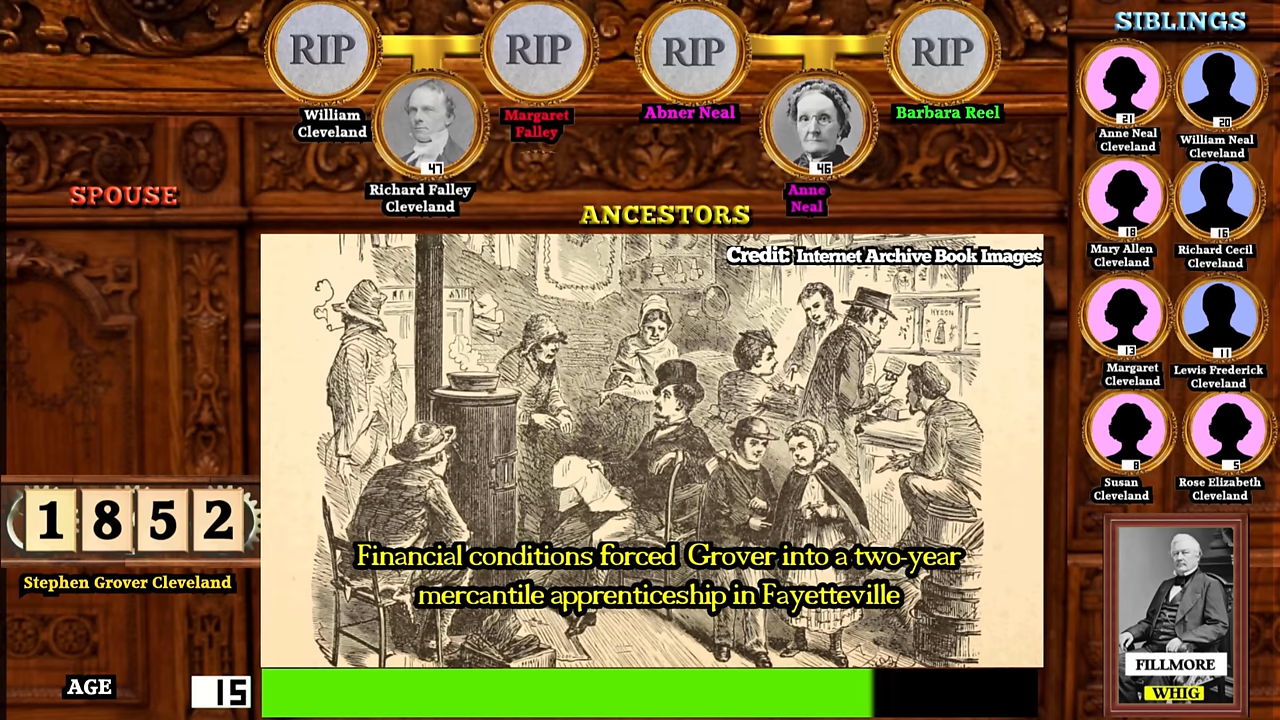 SIBLINGS
RIP
RIP
RIP
RIP
William
Cleveland
Margaret
Falley
Abner Neal
Barbara Reel
47
46
Richard Falley
Cleveland
Anne
Neal
SPOUSE
ANCESTORS
21
20
Anne Neal
Cleveland
William Neal
Cleveland
18
16
Mary Allen
Cleveland
Richard Cecil
Cleveland
13
11
Margaret
Cleveland
Lewis Frederick
Cleveland
8
5
Susan
Cleveland
Rose Elizabeth
Cleveland
Credit: Internet Archive Book Images
HYSON
1852
Stephen Grover Cleveland
Financial conditions forced Grover into a two-year
mercantile apprenticeship in Fayetteville
AGE
15
FILLMORE
WHIG